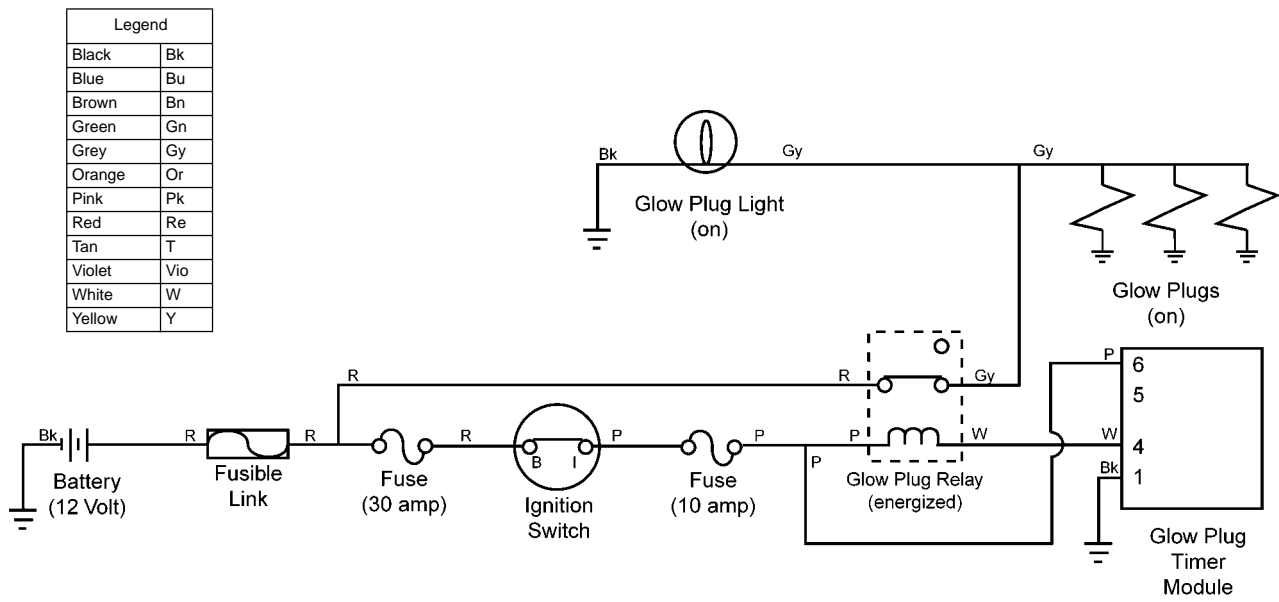 Legend
Black Bk
Blue Bu
Brown Bn
Green Gn
Grey Gy
Orange Or
Pink Pk
Red Re
Tan T
Violet Vio
White W
Yellow Y
Bk Gy Gy
Glow Plug Light
(on)
Glow Plugs
(on)
R R Gy
P 6
5
Bk R R R B I P P P W W 4
P
Bk 1
Battery
(12 Volt)
Fusible
Link
Fuse
(30 amp)
Ignition
Switch
Fuse
(10 amp)
Glow Plug Relay
(energized)
Glow Plug
Timer
Module